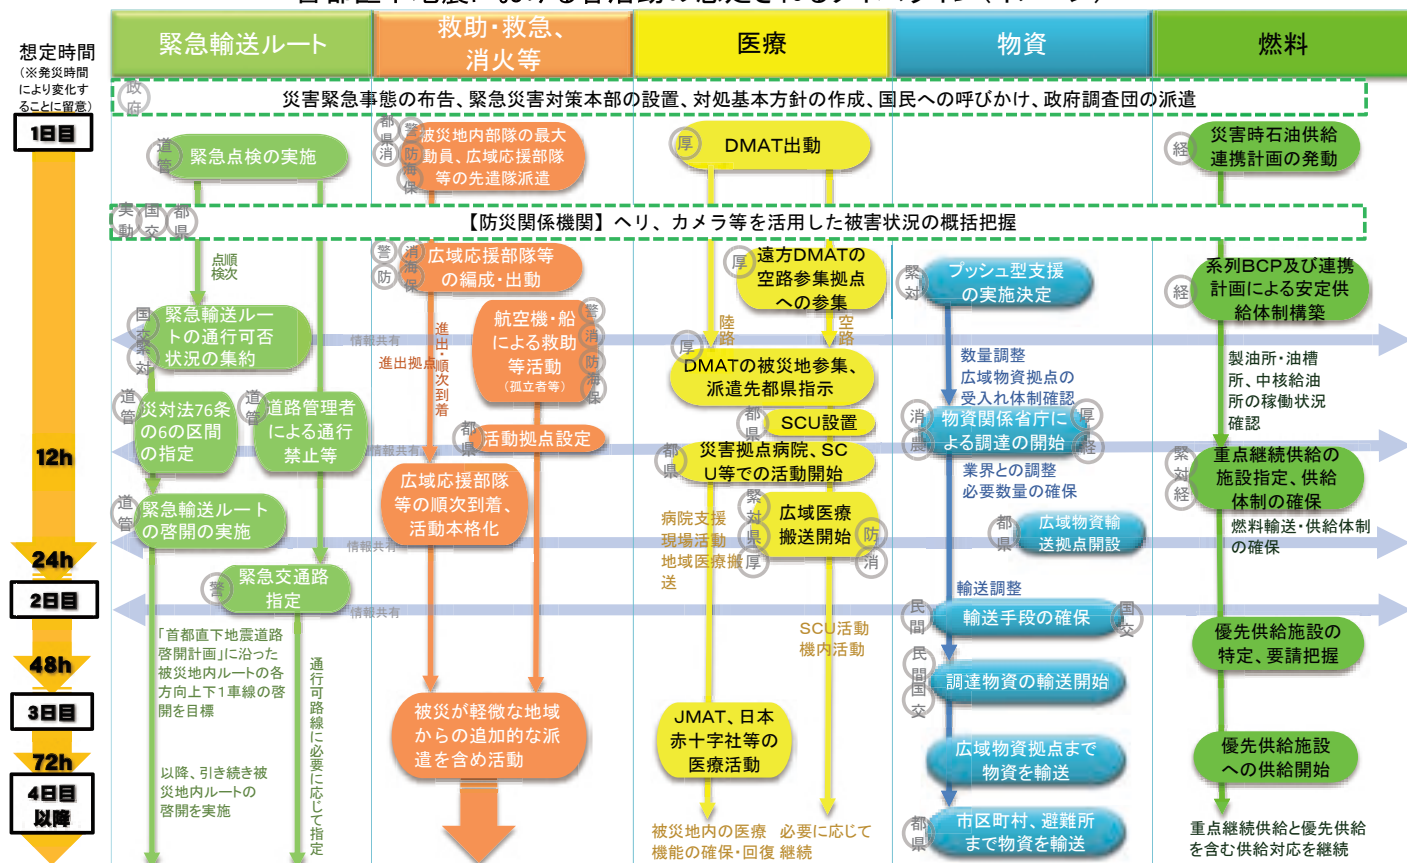 緊急輸送ルート
救助・救急、
消火等
医療
物資
燃料
想定時間
(※発災時間
により変化す
ることに留意)
政府
災害緊急事態の布告、緊急災害対策本部の設置、対処基本方針の作成、国民への呼びかけ、政府調査団の派遣
1日目
12h
24h
2日目
48h
3日目
72h
4日目
以降
道管
緊急点検の実施
都県
消
警
防
海保
被災地内部隊の最大
動員、広域応援部隊
等の先遣隊派遣
厚
DMAT出動
経
災害時石油供給
連携計画の発動
実動
国交
都県
【防災関係機関】ヘリ、カメラ等を活用した被害状況の概括把握
点順
検次
国交
緊対
緊急輸送ルー
トの通行可否
状況の集約
道管
災対法76条
の6の区間
の指定
道管
道路管理者
による通行
禁止等
道管
緊急輸送ルート
の啓開の実施
警
緊急交通路
指定
「首都直下地震道路
啓開計画」に沿った
被災地内ルートの各
方向上下1車線の啓
開を目標
以降、引き続き被
災地内ルートの
啓開を実施
通行可路線に必要に応じて指定
情報共有
情報共有
情報共有
情報共有
警
消
防
海保
広域応援部隊等
の編成・出動
進出・順次到着
進出拠点
航空機・船
による救助
等活動
(孤立者等)
警
消
防
海保
都県
活動拠点設定
広域応援部隊
等の順次到着、
活動本格化
被災が軽微な地域
からの追加的な派
遣を含め活動
厚
遠方DMATの
空路参集拠点
への参集
陸路
空路
厚
DMATの被災地参集、
派遣先都県指示
都県
SCU設置
都県
災害拠点病院、SC
U等での活動開始
病院支援
現場活動
地域医療搬
送
緊対
県
厚
広域医療
搬送開始
防
消
SCU活動
機内活動
JMAT、日本
赤十字社等の
医療活動
被災地内の医療
機能の確保・回復
必要に応じて
継続
緊対
プッシュ型支援
の実施決定
数量調整
広域物資拠点の
受入れ体制確認
消
農
物資関係省庁に
よる調達の開始
厚
経
業界との調整
必要数量の確保
都県
広域物資輸
送拠点開設
輸送調整
民間
輸送手段の確保
国交
民間
国交
調達物資の輸送開始
広域物資拠点まで
物資を輸送
都県
市区町村、避難所
まで物資を輸送
経
系列BCP及び連携
計画による安定供
給体制構築
製油所・油槽
所、中核給油
所の稼働状況
確認
緊対
経
重点継続供給の
施設指定、供給
体制の確保
燃料輸送・供給体制
の確保
優先供給施設の
特定、要請把握
優先供給施設
への供給開始
重点継続供給と優先供給
を含む供給対応を継続